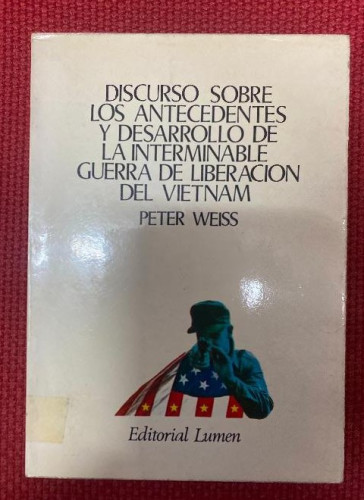 DISCURSO SOBRE
LOS ANTECEDENTES
Y DESARROLLO DE
LA INTERMINABLE
GUERRA DE LIBERACION
DEL VIETNAM
PETER WEISS
Editorial Lumen